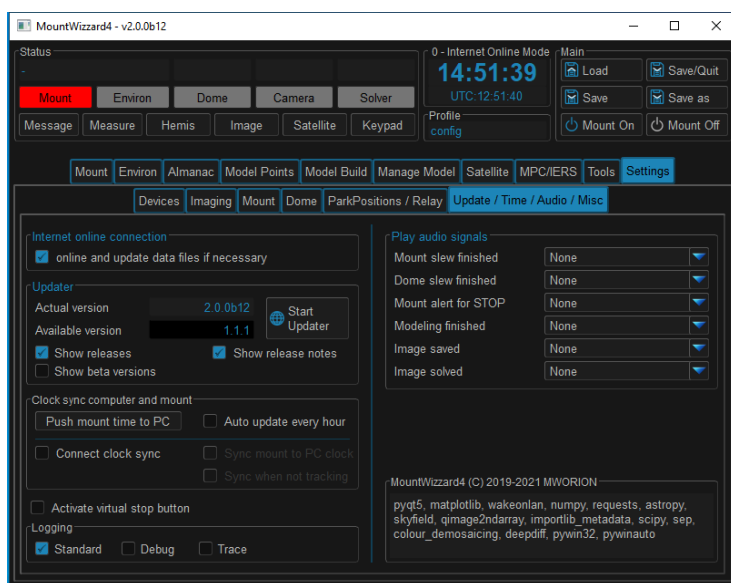 MountWizzard4 - v2.0.0b12
Status
-
Mount Environ Dome Camera Solver
Message Measure Hemis Image Satellite Keypad
0 - Internet Online Mode
14:51:39
UTC:12:51:40
Profile
config
Main
Load Save/Quit
Save Save as
Mount On Mount Off
Mount Environ Almanac Model Points Model Build Manage Model Satellite MPC/IERS Tools Settings
Devices Imaging Mount Dome ParkPositions / Relay Update / Time / Audio / Misc
Internet online connection
online and update data files if necessary
Updater
Actual version 2.0.0b12
Available version 1.1.1
Start
Updater
Show releases Show release notes
Show beta versions
Clock sync computer and mount
Push mount time to PC Auto update every hour
Connect clock sync Sync mount to PC clock
Sync when not tracking
Activate virtual stop button
Logging
Standard Debug Trace
Play audio signals
Mount slew finished None
Dome slew finished None
Mount alert for STOP None
Modeling finished None
Image saved None
Image solved None
MountWizzard4 (C) 2019-2021 MWORION
pyqt5, matplotlib, wakeonlan, numpy, requests, astropy,
skyfield, qimage2ndarray, importlib_metadata, scipy, sep,
colour_demosaicing, deepdiff, pywin32, pywinauto